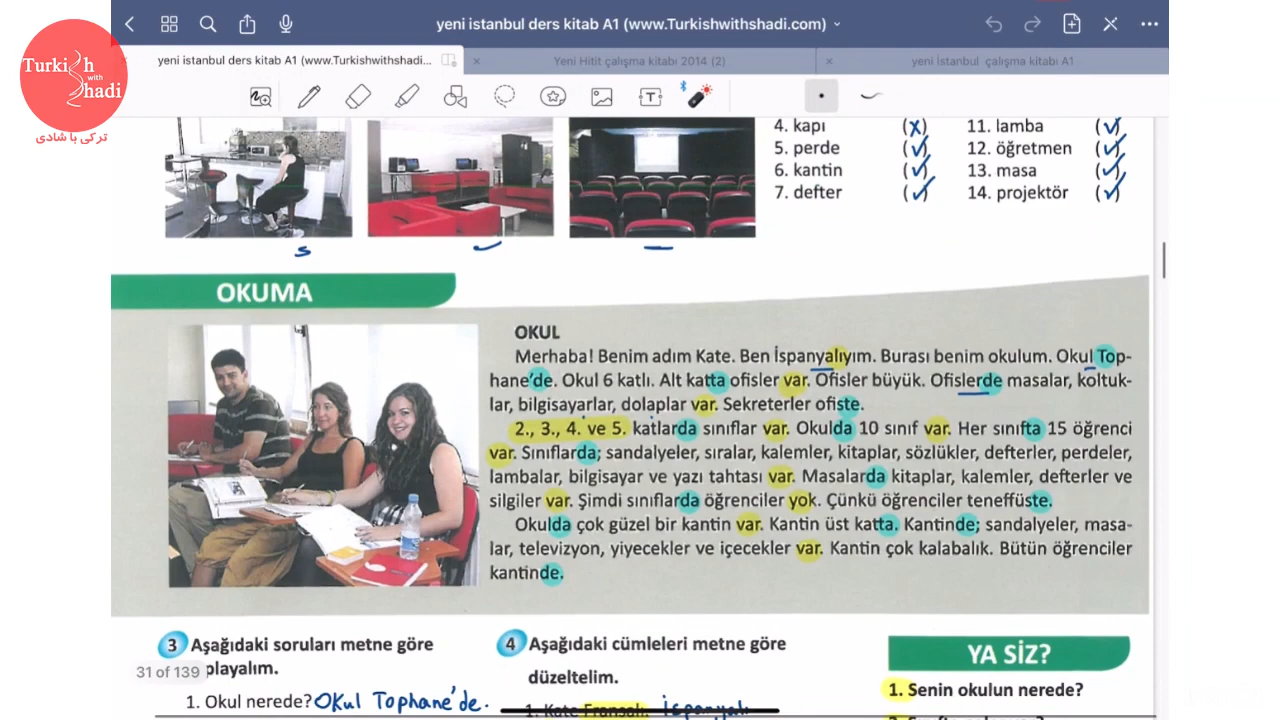 Turkish
with
Shadi
ترکی با شادی
yeni istanbul ders kitab A1 (www.Turkishwithshadi.com)
yeni istanbul ders kitab A1 (www.Turkishwithshadi...
Yeni Hitit çalışma kitabı 2014 (2)
yeni İstanbul çalışma kitabı A1
4. kapı (x) 11. lamba (✓)
5. perde (✓) 12. öğretmen (✓)
6. kantin (✓) 13. masa (✓)
7. defter (✓) 14. projektör (✓)
OKUMA
OKUL
Merhaba! Benim adım Kate. Ben İspanyalıyım. Burası benim okulum. Okul Top-
hane'de. Okul 6 katlı. Alt katta ofisler var. Ofisler büyük. Ofislerde masalar, koltuk-
lar, bilgisayarlar, dolaplar var. Sekreterler ofiste.
2., 3., 4. ve 5. katlarda sınıflar var. Okulda 10 sınıf var. Her sınıfta 15 öğrenci
var. Sınıflarda; sandalyeler, sıralar, kalemler, kitaplar, sözlükler, defterler, perdeler,
lambalar, bilgisayar ve yazı tahtası var. Masalarda kitaplar, kalemler, defterler ve
silgiler var. Şimdi sınıflarda öğrenciler yok. Çünkü öğrenciler teneffüste.
Okulda çok güzel bir kantin var. Kantin üst katta. Kantinde; sandalyeler, masa-
lar, televizyon, yiyecekler ve içecekler var. Kantin çok kalabalık. Bütün öğrenciler
kantinde.
3 Aşağıdaki soruları metne göre
playalım.
31 of 139
1. Okul nerede? Okul Tophane'de.
4 Aşağıdaki cümleleri metne göre
düzeltelim.
1. Kate Fransalı. İspanyalı
YA SİZ?
1. Senin okulun nerede?